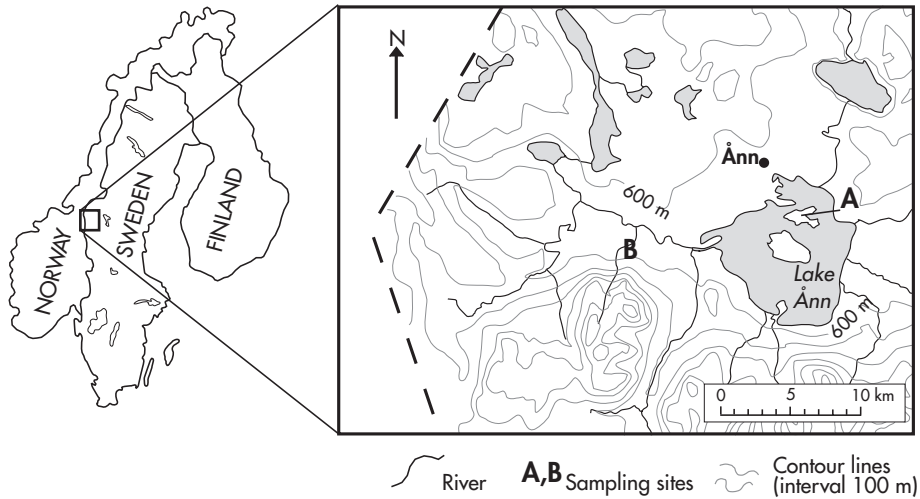 NORWAY
SWEDEN
FINLAND
N
Ånn
A
600 m
B
Lake
Ånn
600 m
0 5 10 km
River
A,B Sampling sites
Contour lines
(interval 100 m)